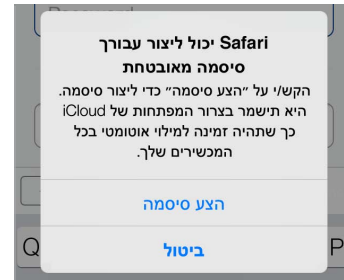 Password
Safari יכול ליצור עבורך
סיסמה מאובטחת
הקש/י על ״הצע סיסמה״ כדי ליצור סיסמה.
היא תישמר בצרור המפתחות של iCloud
כך שתהיה זמינה למילוי אוטומטי בכל
המכשירים שלך.
הצע סיסמה
ביטול
Q P